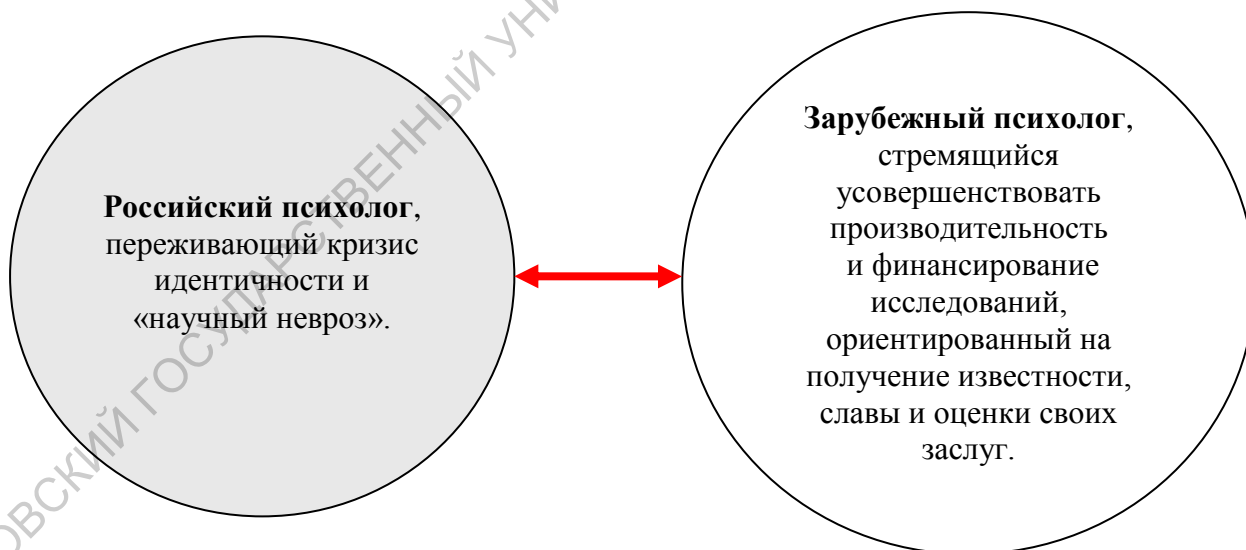 Российский психолог,
переживающий кризис
идентичности и
«научный невроз».
Зарубежный психолог,
стремящийся
усовершенствовать
производительность
и финансирование
исследований,
ориентированный на
получение известности,
славы и оценки своих
заслуг.
ГОСУДАРСТВЕННЫЙ